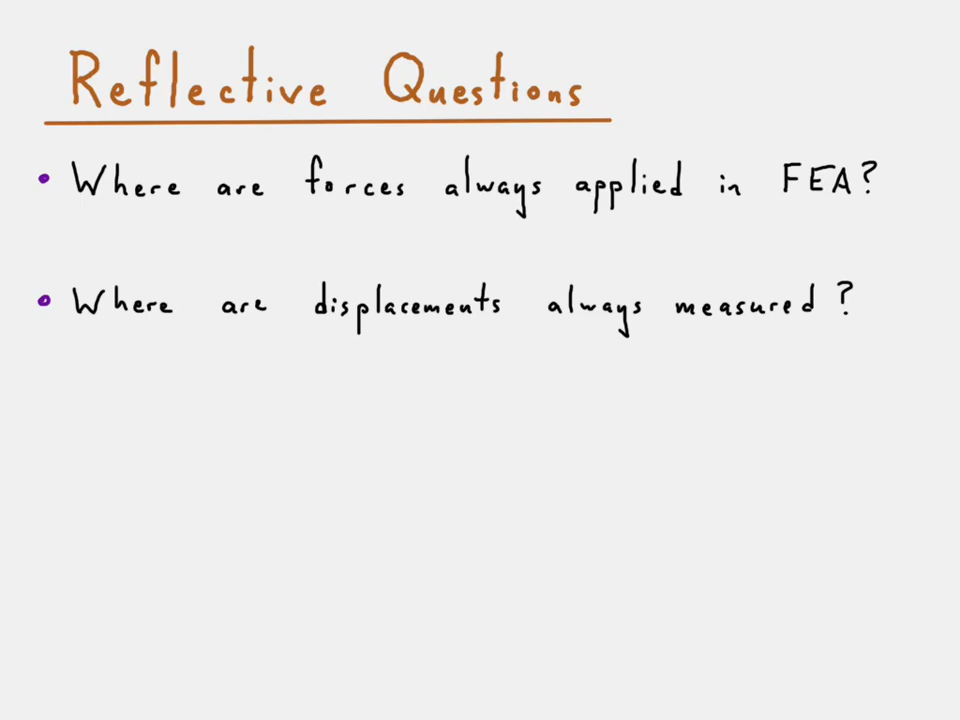 Reflective Questions
• Where are forces always applied in FEA?
• Where are displacements always measured?